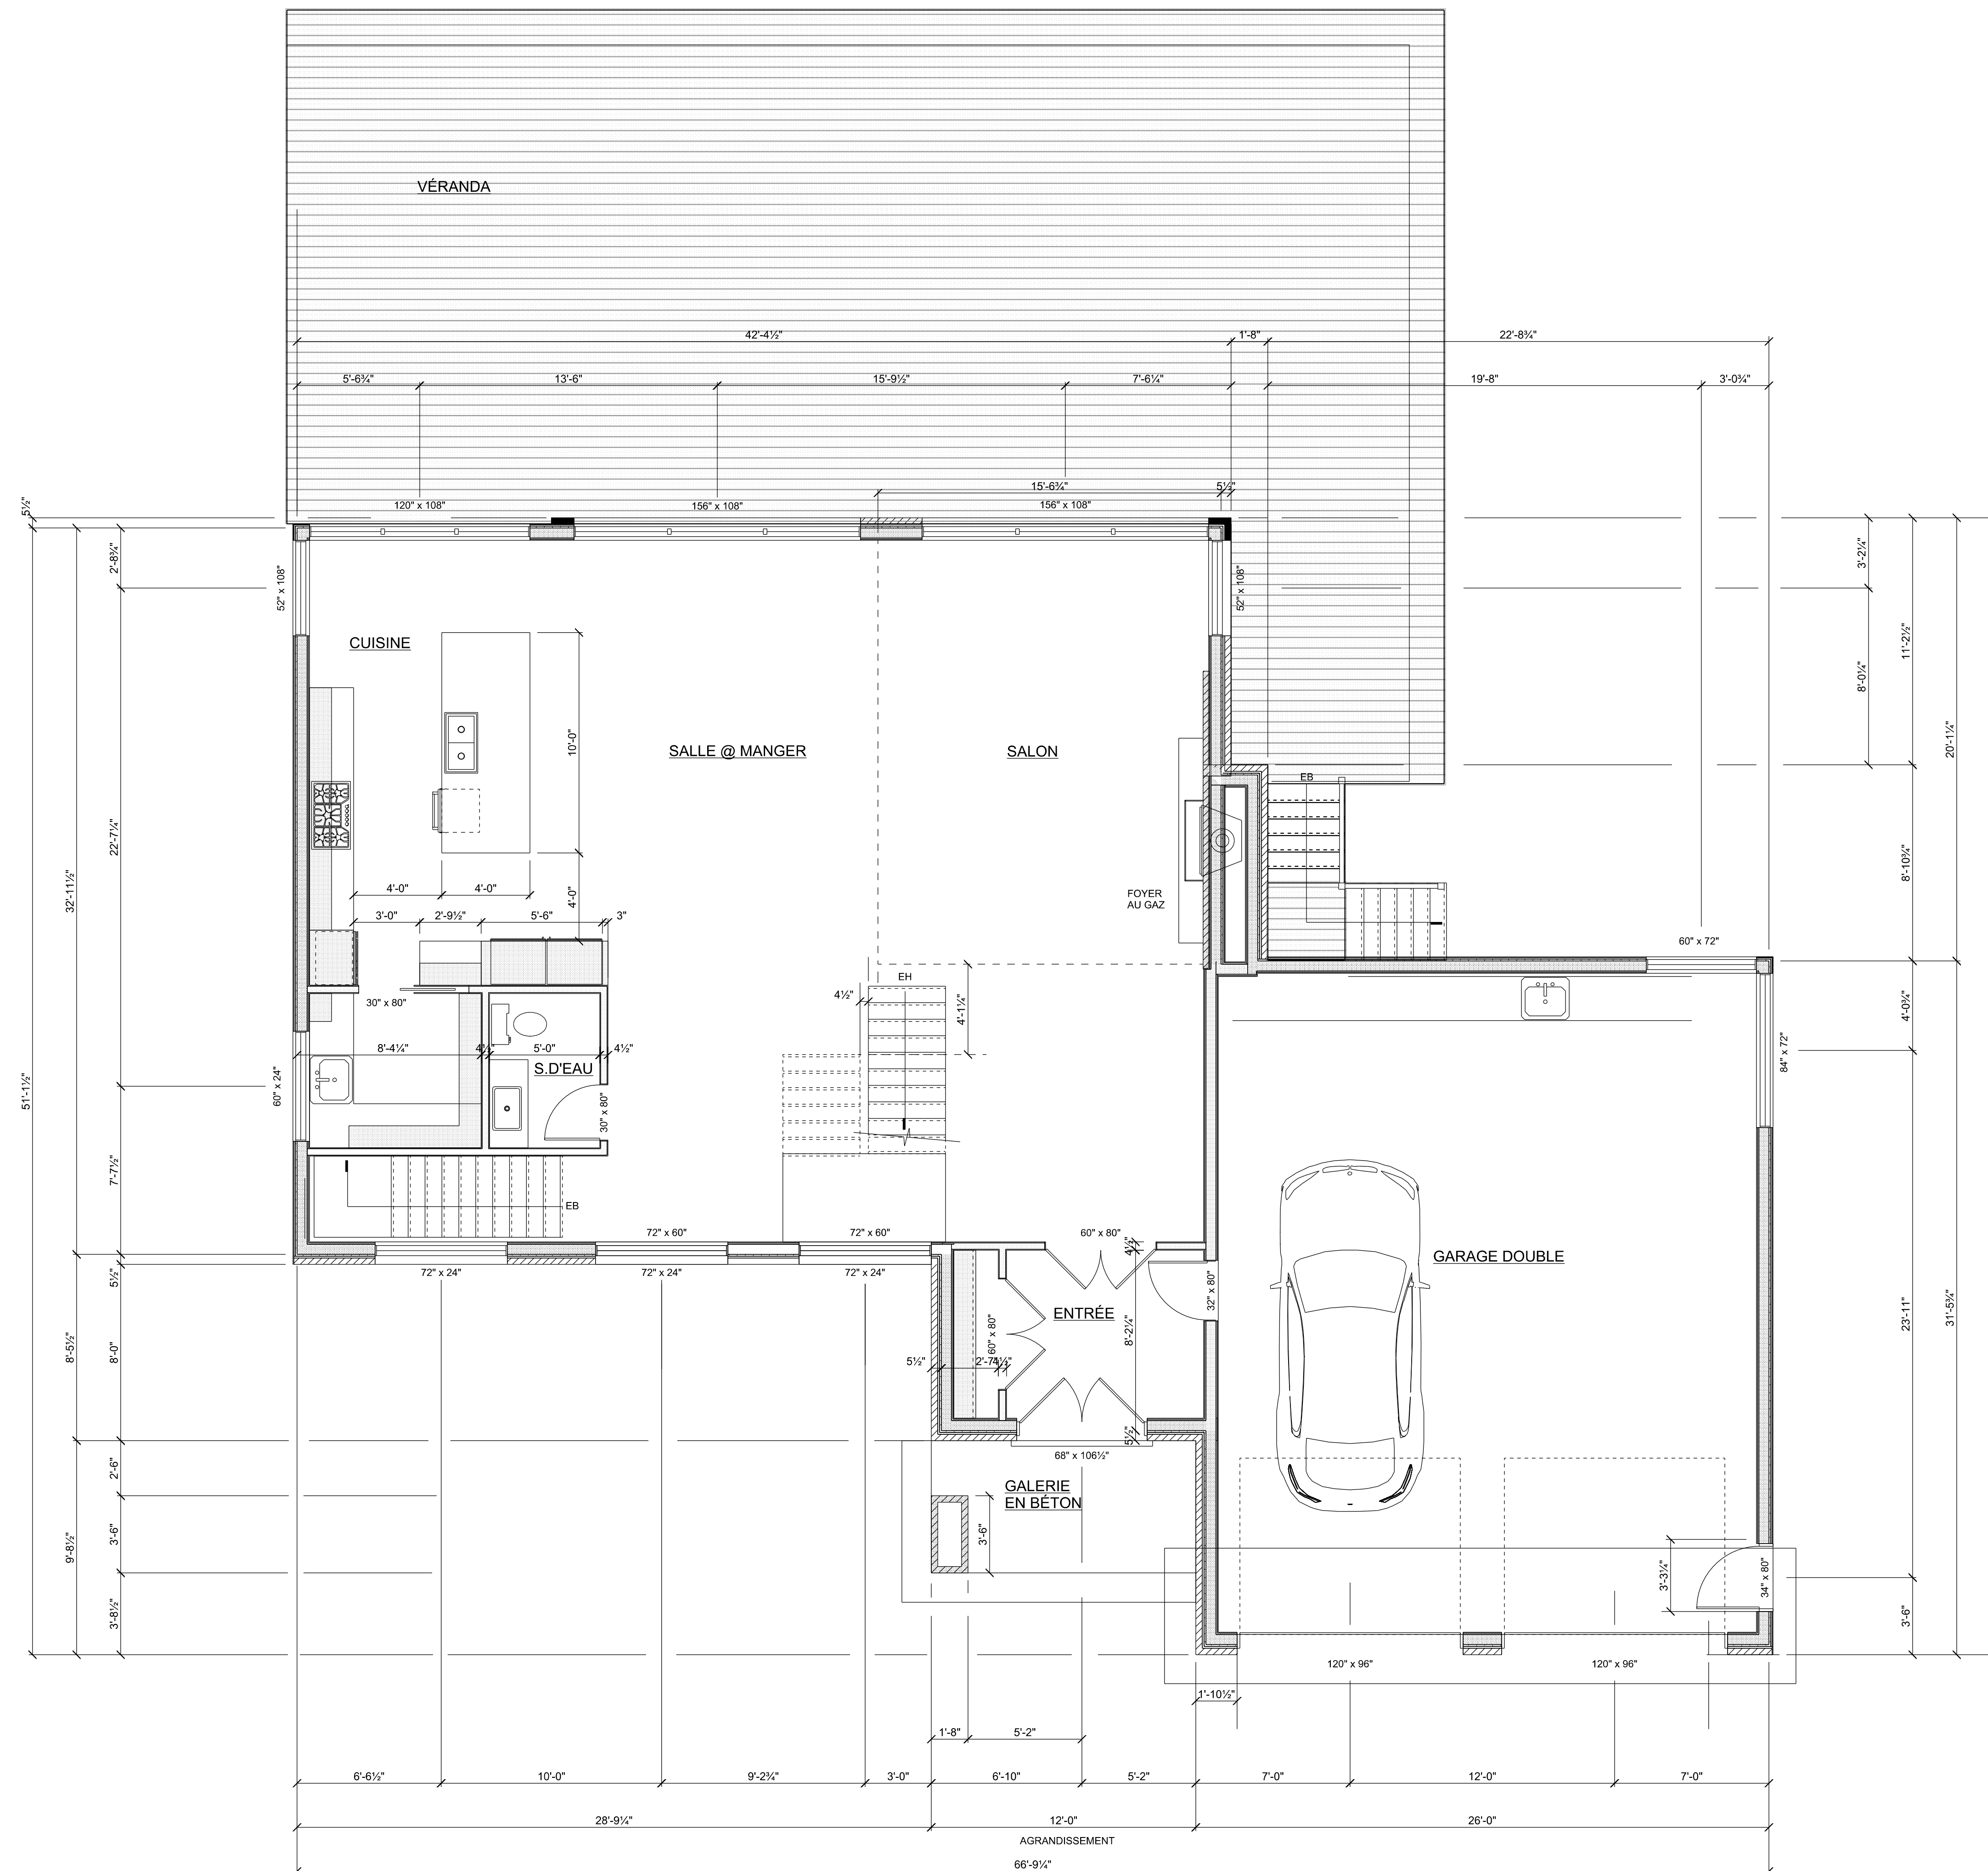 VÉRANDA
42'-4½"
1'-8"
22'-8¾"
5'-6¾"
13'-6"
15'-9½"
7'-6¼"
19'-8"
3'-0¾"
15'-6¾"
5½"
120" x 108"
156" x 108"
156" x 108"
5½"
2'-8¾"
52" x 108"
52" x 108"
3'-2¼"
11'-2½"
8'-0¼"
20'-1¼"
CUISINE
10'-0"
SALLE @ MANGER
SALON
EB
22'-7¼"
32'-11½"
4'-0"
4'-0"
4'-0"
FOYER
AU GAZ
8'-10¾"
3'-0"
2'-9½"
5'-6"
3"
60" x 72"
EH
4½"
4'-1¼"
30" x 80"
4'-0¾"
8'-4¼"
4½"
5'-0"
4½"
S.D'EAU
60" x 24"
30" x 80"
84" x 72"
51'-1½"
7'-7½"
EB
72" x 60"
72" x 60"
60" x 80"
4½"
GARAGE DOUBLE
72" x 24"
72" x 24"
72" x 24"
5½"
32" x 80"
ENTRÉE
60" x 80"
8'-2¼"
5½"
2'-7"
4½"
8'-5½"
8'-0"
23'-11"
31'-5¾"
5½"
68" x 106½"
GALERIE
EN BÉTON
2'-6"
3'-6"
3'-6"
9'-8½"
3'-3¼"
34" x 80"
3'-8½"
3'-6"
120" x 96"
120" x 96"
1'-10½"
1'-8"
5'-2"
6'-6½"
10'-0"
9'-2¾"
3'-0"
6'-10"
5'-2"
7'-0"
12'-0"
7'-0"
28'-9¼"
12'-0"
26'-0"
AGRANDISSEMENT
66'-9¼"